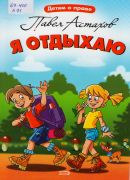 Детям о праве
Павел Астахов
Я ОТДЫХАЮ